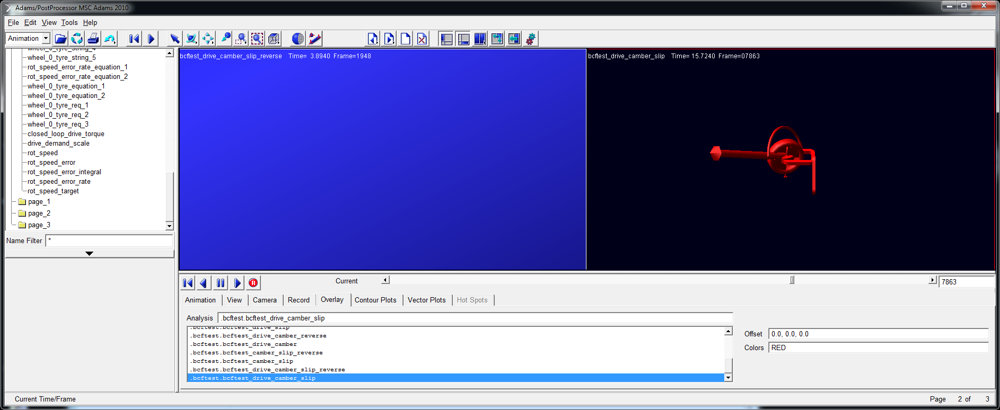 Adams/PostProcessor MSC Adams 2010
File Edit View Tools Help
Animation
wheel_0_tyre_string_4
wheel_0_tyre_string_5
rot_speed_error_rate_equation_1
rot_speed_error_rate_equation_2
wheel_0_tyre_equation_1
wheel_0_tyre_equation_2
wheel_0_tyre_req_1
wheel_0_tyre_req_2
wheel_0_tyre_req_3
closed_loop_drive_torque
drive_demand_scale
rot_speed
rot_speed_error
rot_speed_error_integral
rot_speed_error_rate
rot_speed_target
page_1
page_2
page_3
Name Filter *
bcftest_drive_camber_slip_reverse Time= 3.8940 Frame=1948
bcftest_drive_camber_slip Time= 15.7240 Frame=07863
R
Current
7863
Animation View Camera Record Overlay Contour Plots Vector Plots Hot Spots
Analysis .bcftest.bcftest_drive_camber_slip
.bcftest.bcftest_drive_slip
.bcftest.bcftest_drive_camber_reverse
.bcftest.bcftest_drive_camber
.bcftest.bcftest_camber_slip_reverse
.bcftest.bcftest_camber_slip
.bcftest.bcftest_drive_camber_slip_reverse
.bcftest.bcftest_drive_camber_slip
Offset 0.0, 0.0, 0.0
Colors RED
Current Time/Frame
Page 2 of 3